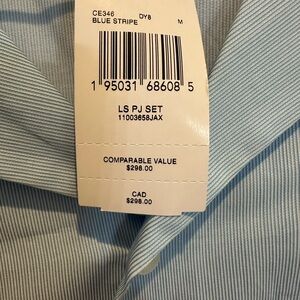 CE346 DY8
BLUE STRIPE M
1 95031 68608 5
LS PJ SET
11003658JAX
COMPARABLE VALUE
$298.00
CAD
$298.00